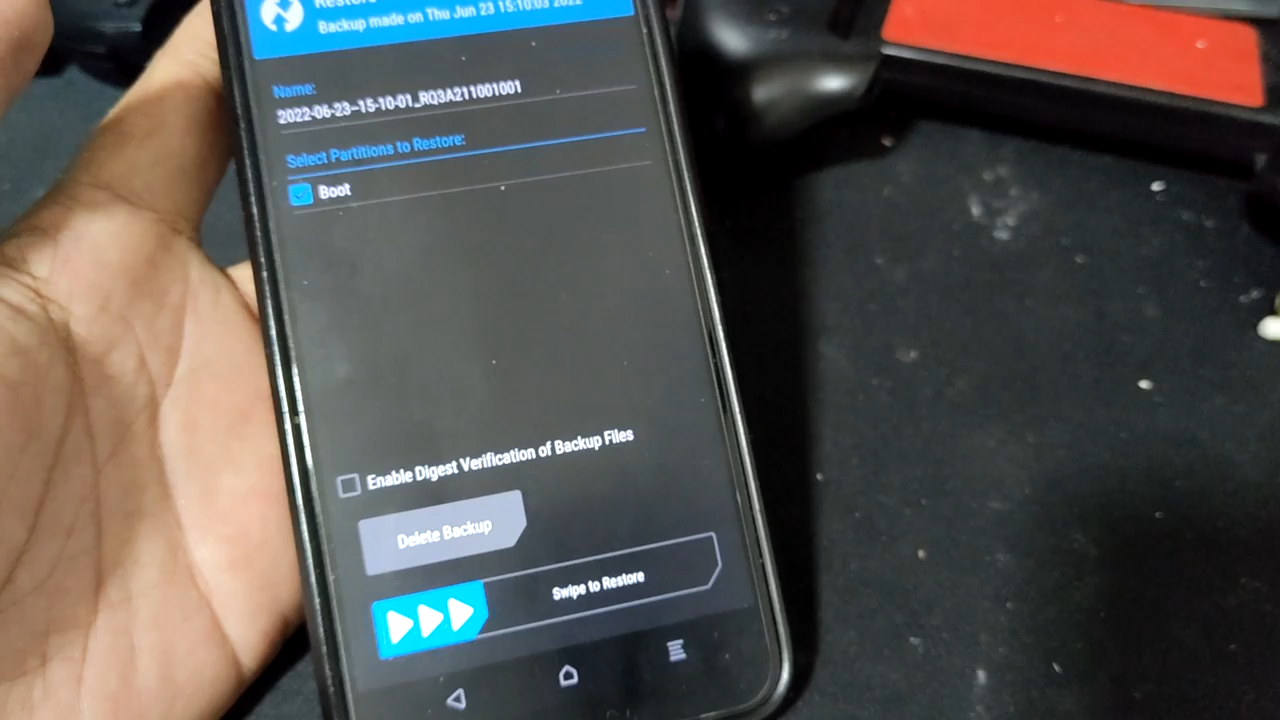 Restore
Backup made on Thu Jun 23 15:10:03 2022
Name:
2022-06-23--15-10-01_RQ3A211001001
Select Partitions to Restore:
Boot
Enable Digest Verification of Backup Files
Delete Backup
Swipe to Restore